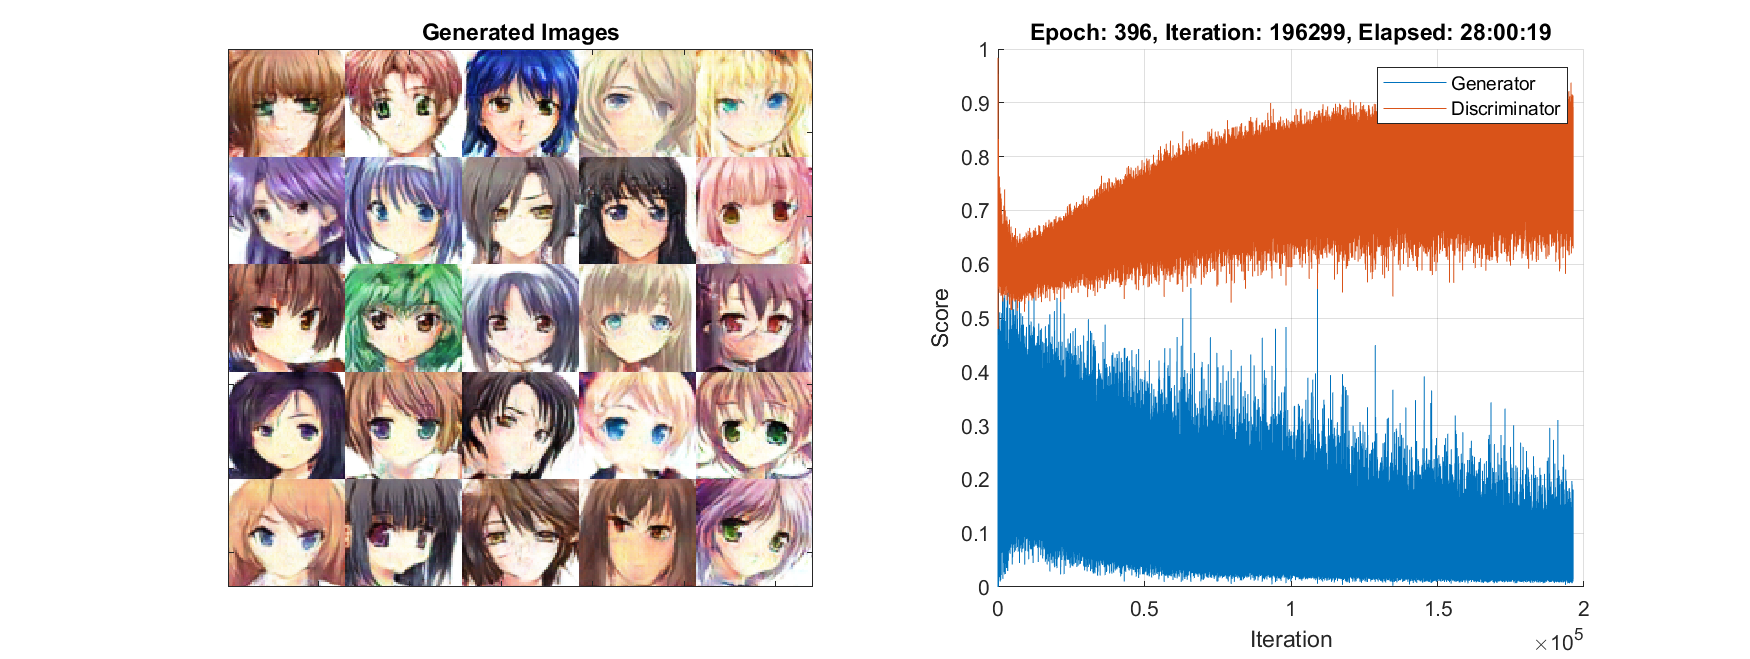 Generated Images
Epoch: 396, Iteration: 196299, Elapsed: 28:00:19
Generator
Discriminator
Score
1
0.9
0.8
0.7
0.6
0.5
0.4
0.3
0.2
0.1
0
0 0.5 1 1.5 2
Iteration
×10^5